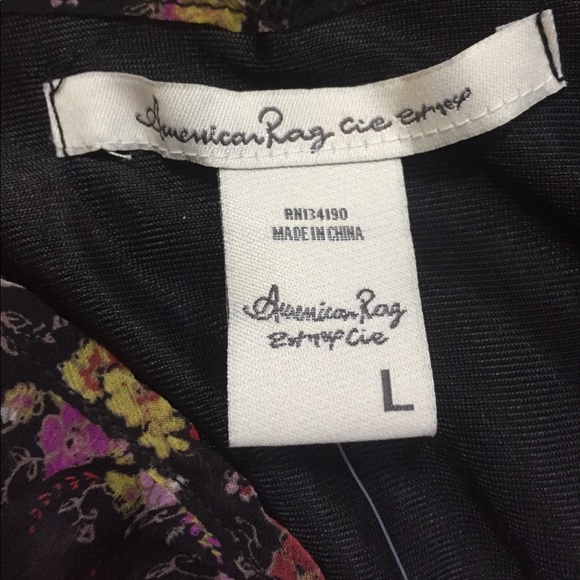 American Rag Cie
RN134190
MADE IN CHINA
American Rag
Cie
L